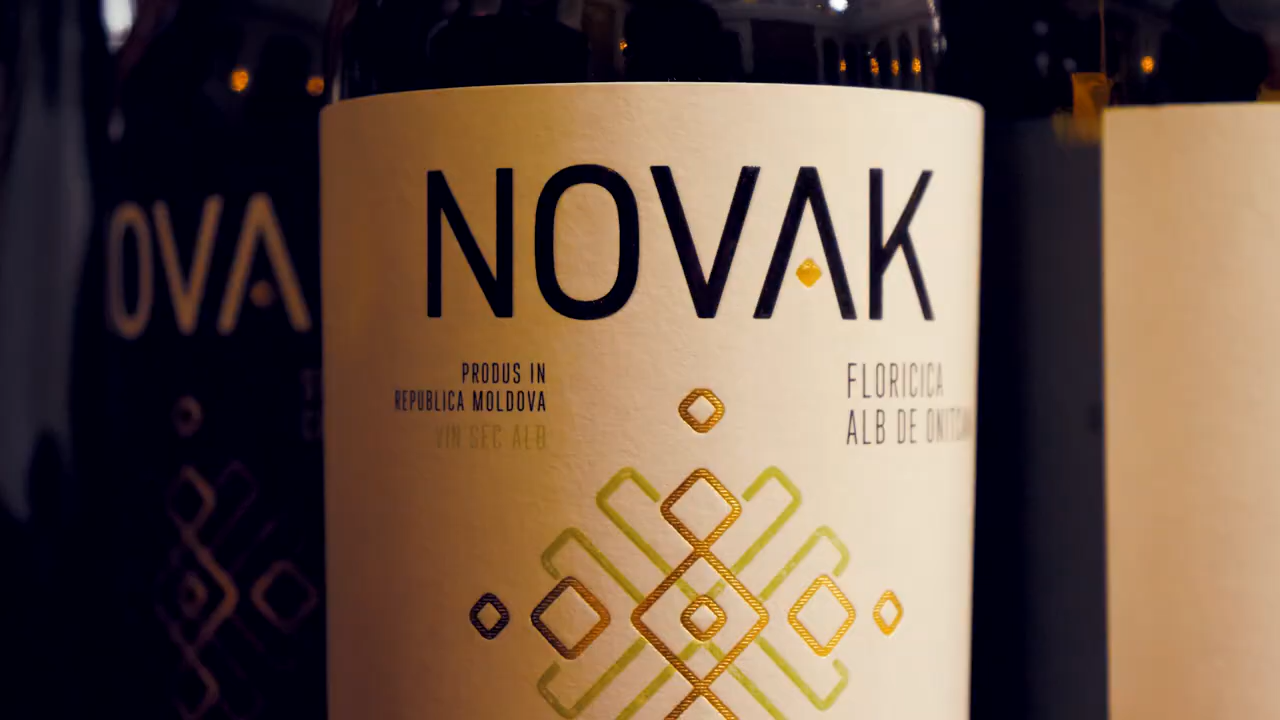 NOVAK
PRODUS IN
REPUBLICA MOLDOVA
VIN SEC ALB
FLORICICA
ALB DE
OVA